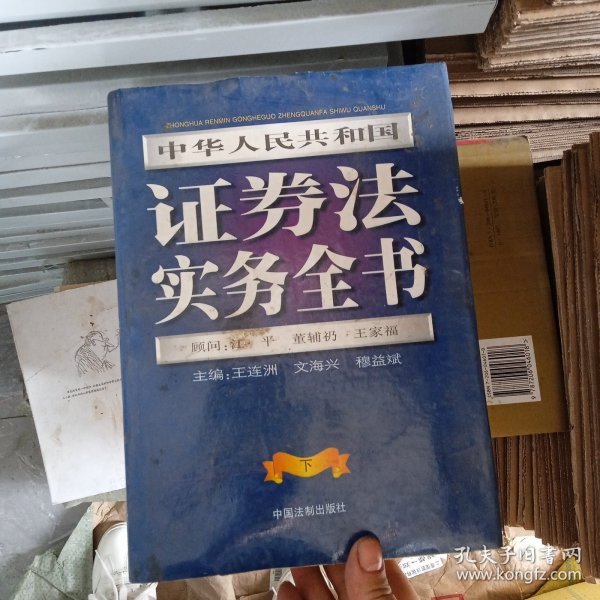 ZHONGHUA RENMIN GONGHEGUO ZHENGQUANFA SHIWU QUANSHU
中华人民共和国
证券法
实务全书
顾问:江 平 董辅礽 王家福
主编:王连洲 文海兴 穆益斌
下
中国法制出版社
孔夫子旧书网
www.kongfz.com